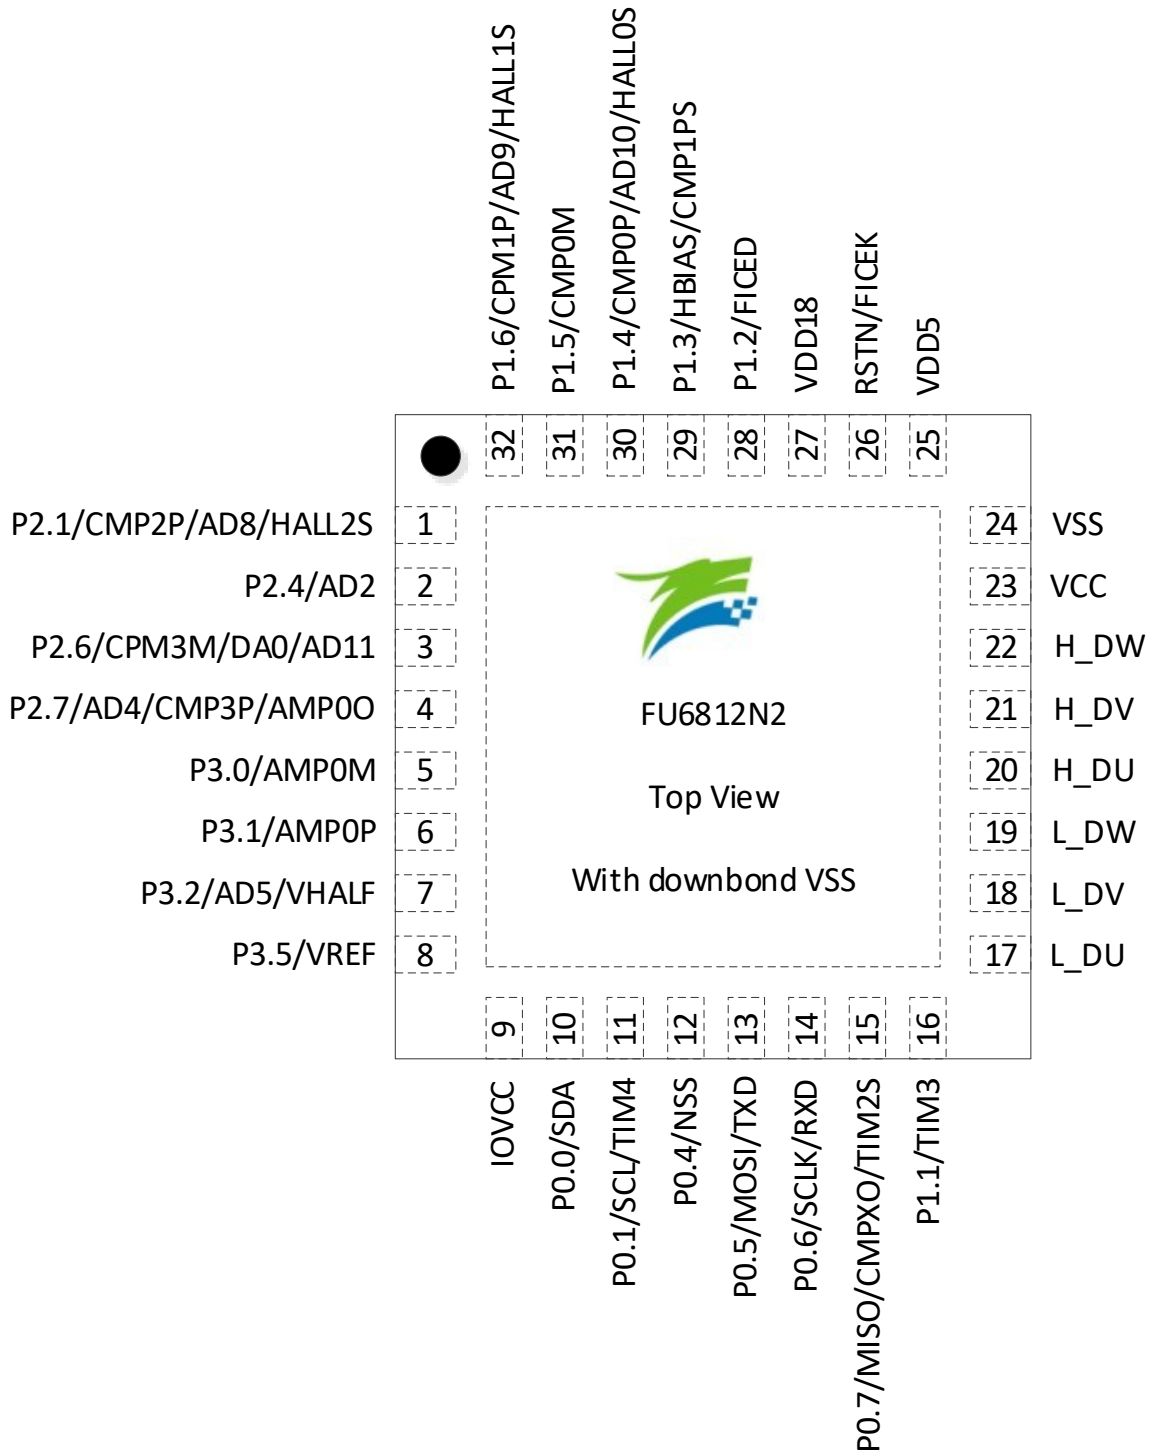 P1.6/CPM1P/AD9/HALL1S
P1.5/CMP0M
P1.4/CMP0P/AD10/HALL0S
P1.3/HBIAS/CMP1PS
P1.2/FICED
VDD18
RSTN/FICEK
VDD5
32
31
30
29
28
27
26
25
P2.1/CMP2P/AD8/HALL2S
1
P2.4/AD2
2
P2.6/CPM3M/DA0/AD11
3
P2.7/AD4/CMP3P/AMP0O
4
P3.0/AMP0M
5
P3.1/AMP0P
6
P3.2/AD5/VHALF
7
P3.5/VREF
8
FU6812N2
Top View
With downbond VSS
24
VSS
23
VCC
22
H_DW
21
H_DV
20
H_DU
19
L_DW
18
L_DV
17
L_DU
9
10
11
12
13
14
15
16
IOVCC
P0.0/SDA
P0.1/SCL/TIM4
P0.4/NSS
P0.5/MOSI/TXD
P0.6/SCLK/RXD
P0.7/MISO/CMPXO/TIM2S
P1.1/TIM3